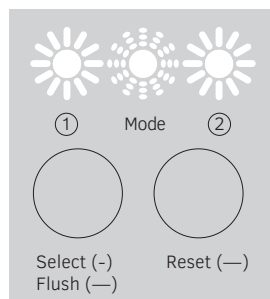 ① Mode ②
Select (-) Reset (—)
Flush (—)